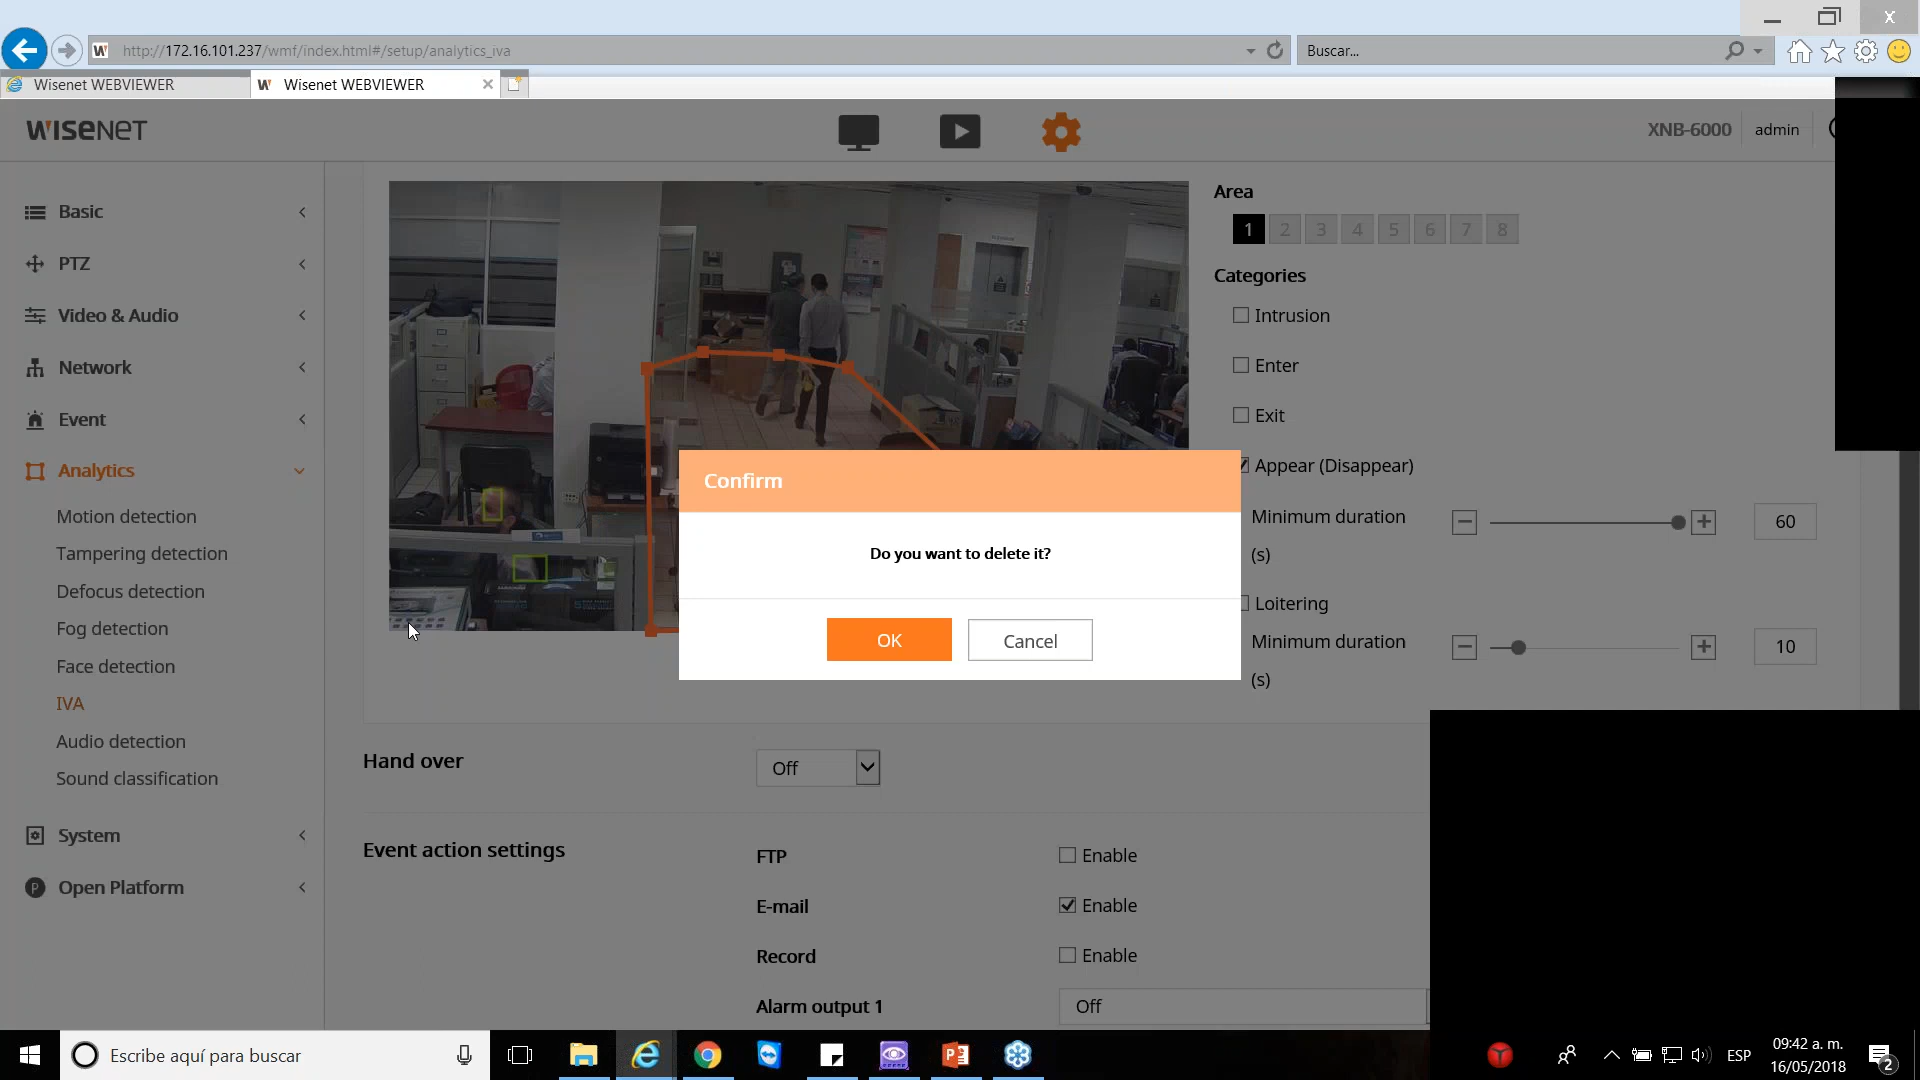 http://172.16.101.237/wmf/index.html#/setup/analytics_iva
Buscar...
Wisenet WEBVIEWER
Wisenet WEBVIEWER
WISENET
XNB-6000
admin
Basic
PTZ
Video & Audio
Network
Event
Analytics
Motion detection
Tampering detection
Defocus detection
Fog detection
Face detection
IVA
Audio detection
Sound classification
System
Open Platform
Area
1 2 3 4 5 6 7 8
Categories
Intrusion
Enter
Exit
Appear (Disappear)
Minimum duration
(s)
60
Loitering
Minimum duration
(s)
10
Confirm
Do you want to delete it?
OK
Cancel
Hand over
Off
Event action settings
FTP
Enable
E-mail
Enable
Record
Enable
Alarm output 1
Off
Escribe aquí para buscar
ESP
09:42 a. m.
16/05/2018
2